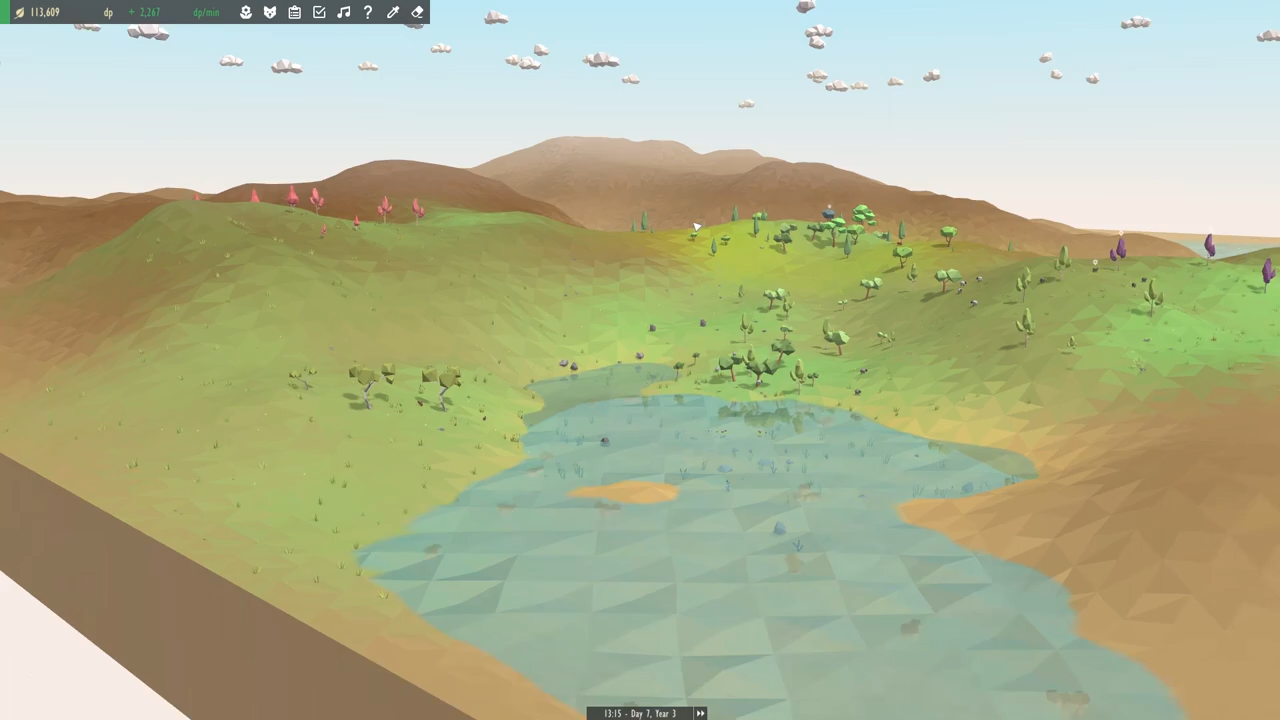 113,609 dp + 2,267 dp/min
13:15 - Day 7, Year 3